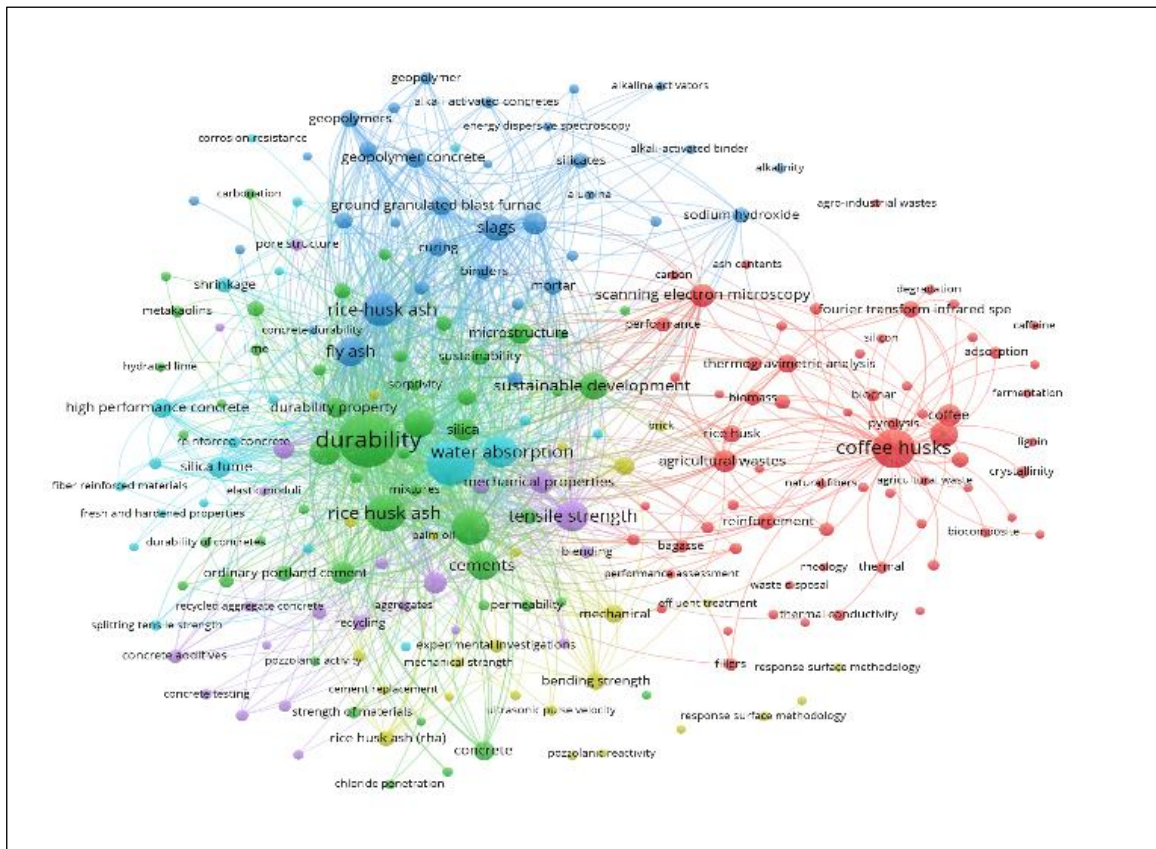 geopolymer
alkaline activators
alkali activated concretes
geopolymers
energy dispersive spectroscopy
corrosion resistance
alkali-activated binder
geopolymer concrete
silicates
alkalinity
carbonation
alumina
agro-industrial wastes
ground granulated blast furnac
sodium hydroxide
slags
pore structure
curing
binders
carbon
ash contents
shrinkage
mortar
scanning electron microscopy
degradation
metakaolins
rice-husk ash
fourier transform infrared spe
concrete durability
microstructure
performance
caffeine
silicon
me
fly ash
sustainability
adsorption
hydrated lime
thermogravimetric analysis
sorptivity
sustainable development
biomass
biochar
fermentation
high performance concrete
durability property
pyrolysis
coffee
silica
brick
rice husk
reinforced concrete
durability
lignin
water absorption
coffee husks
silica fume
agricultural wastes
crystallinity
elastic moduli
mechanical properties
natural fibers
agricultural waste
fiber reinforced materials
mixtures
fresh and hardened properties
rice husk ash
tensile strength
reinforcement
palm oil
biocomposite
durability of concretes
blending
bagasse
cements
rheology
thermal
ordinary portland cement
performance assessment
waste disposal
recycled aggregate concrete
aggregates
permeability
effluent treatment
splitting tensile strength
recycling
mechanical
thermal conductivity
concrete additives
experimental investigations
pozzolanic activity
mechanical strength
fillers
response surface methodology
bending strength
concrete testing
cement replacement
strength of materials
ultrasonic pulse velocity
response surface methodology
rice husk ash (rha)
concrete
pozzolanic reactivity
chloride penetration